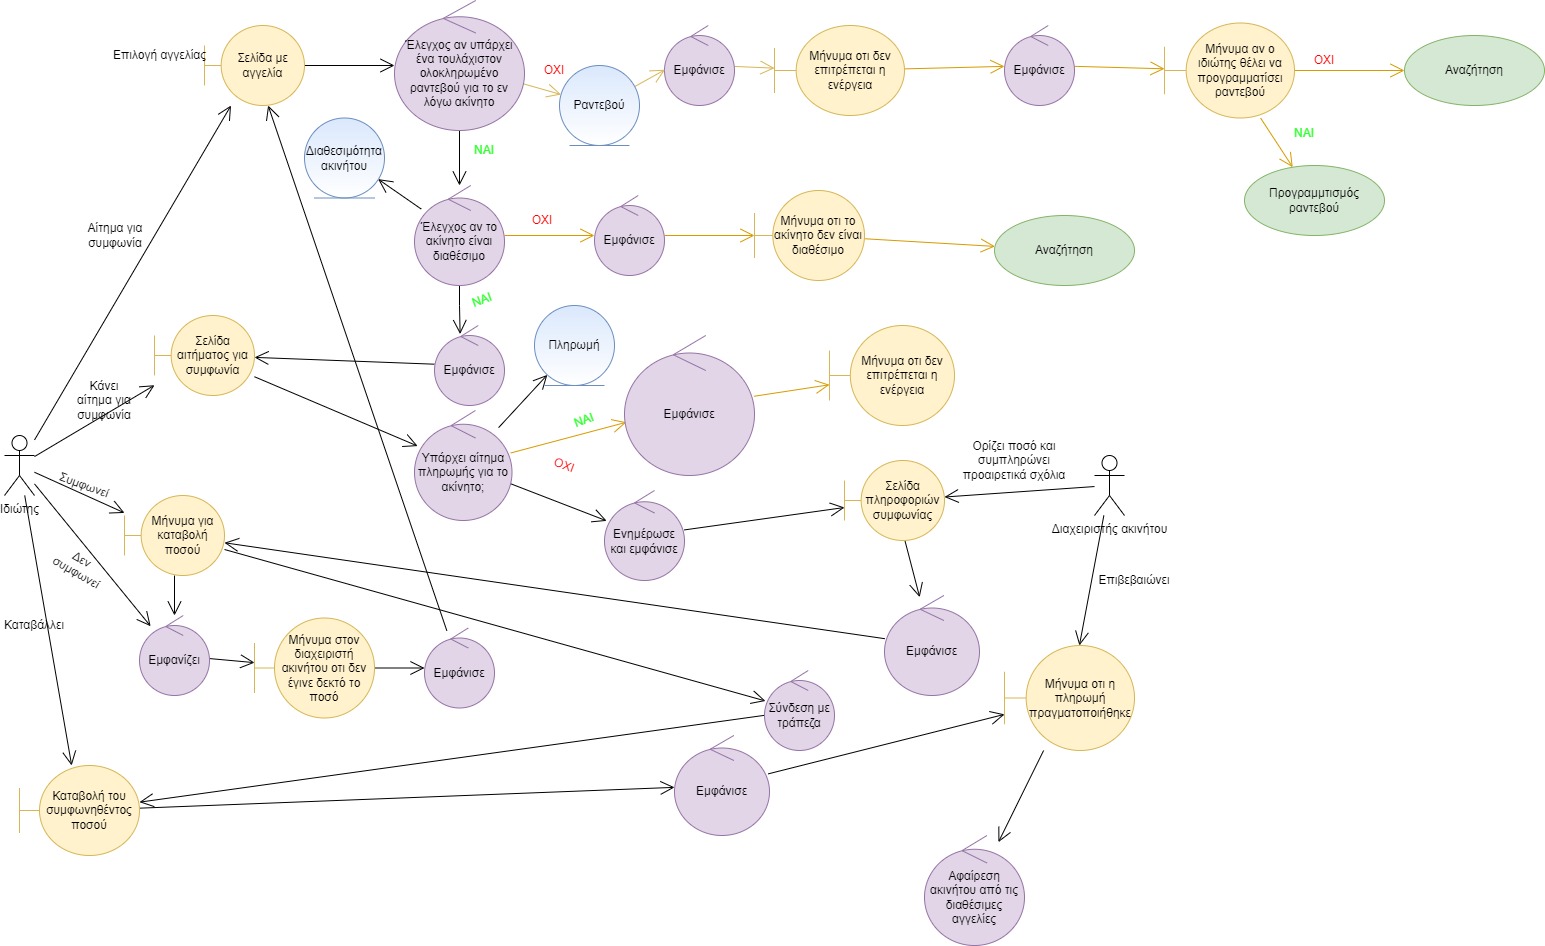 Επιλογή αγγελίας
Σελίδα με
αγγελία
Έλεγχος αν υπάρχει
ένα τουλάχιστον
ολοκληρωμένο
ραντεβού για το εν
λόγω ακίνητο
ΟΧΙ
Ραντεβού
Εμφάνισε
Μήνυμα οτι δεν
επιτρέπεται η
ενέργεια
Εμφάνισε
Μήνυμα αν ο
ιδιώτης θέλει να
προγραμματίσει
ραντεβού
ΟΧΙ
Αναζήτηση
ΝΑΙ
ΝΑΙ
Προγραμμτισμός
ραντεβού
Διαθεσιμότητα
ακινήτου
Αίτημα για
συμφωνία
Έλεγχος αν το
ακίνητο είναι
διαθέσιμο
ΟΧΙ
Εμφάνισε
Μήνυμα οτι το
ακίνητο δεν είναι
διαθέσιμο
Αναζήτηση
ΝΑΙ
Σελίδα
αιτήματος για
συμφωνία
Εμφάνισε
Πληρωμή
Μήνυμα οτι δεν
επιτρέπεται η
ενέργεια
Κάνει
αίτημα για
συμφωνία
Εμφάνισε
ΝΑΙ
Υπάρχει αίτημα
πληρωμής για το
ακίνητο;
ΟΧΙ
Ορίζει ποσό και
συμπληρώνει
προαιρετικά σχόλια
Συμφωνεί
Ιδιώτης
Σελίδα
πληροφοριών
συμφωνίας
Διαχειριστής ακινήτου
Μήνυμα για
καταβολή
ποσού
Ενημέρωσε
και εμφάνισε
Δεν
συμφωνεί
Επιβεβαιώνει
Καταβάλλει
Εμφανίζει
Μήνυμα στον
διαχειριστή
ακινήτου οτι δεν
έγινε δεκτό το
ποσό
Εμφάνισε
Εμφάνισε
Μήνυμα οτι η
πληρωμή
πραγματοποιήθηκε
Σύνδεση με
τράπεζα
Καταβολή του
συμφωνηθέντος
ποσού
Εμφάνισε
Αφαίρεση
ακινήτου από τις
διαθέσιμες
αγγελίες